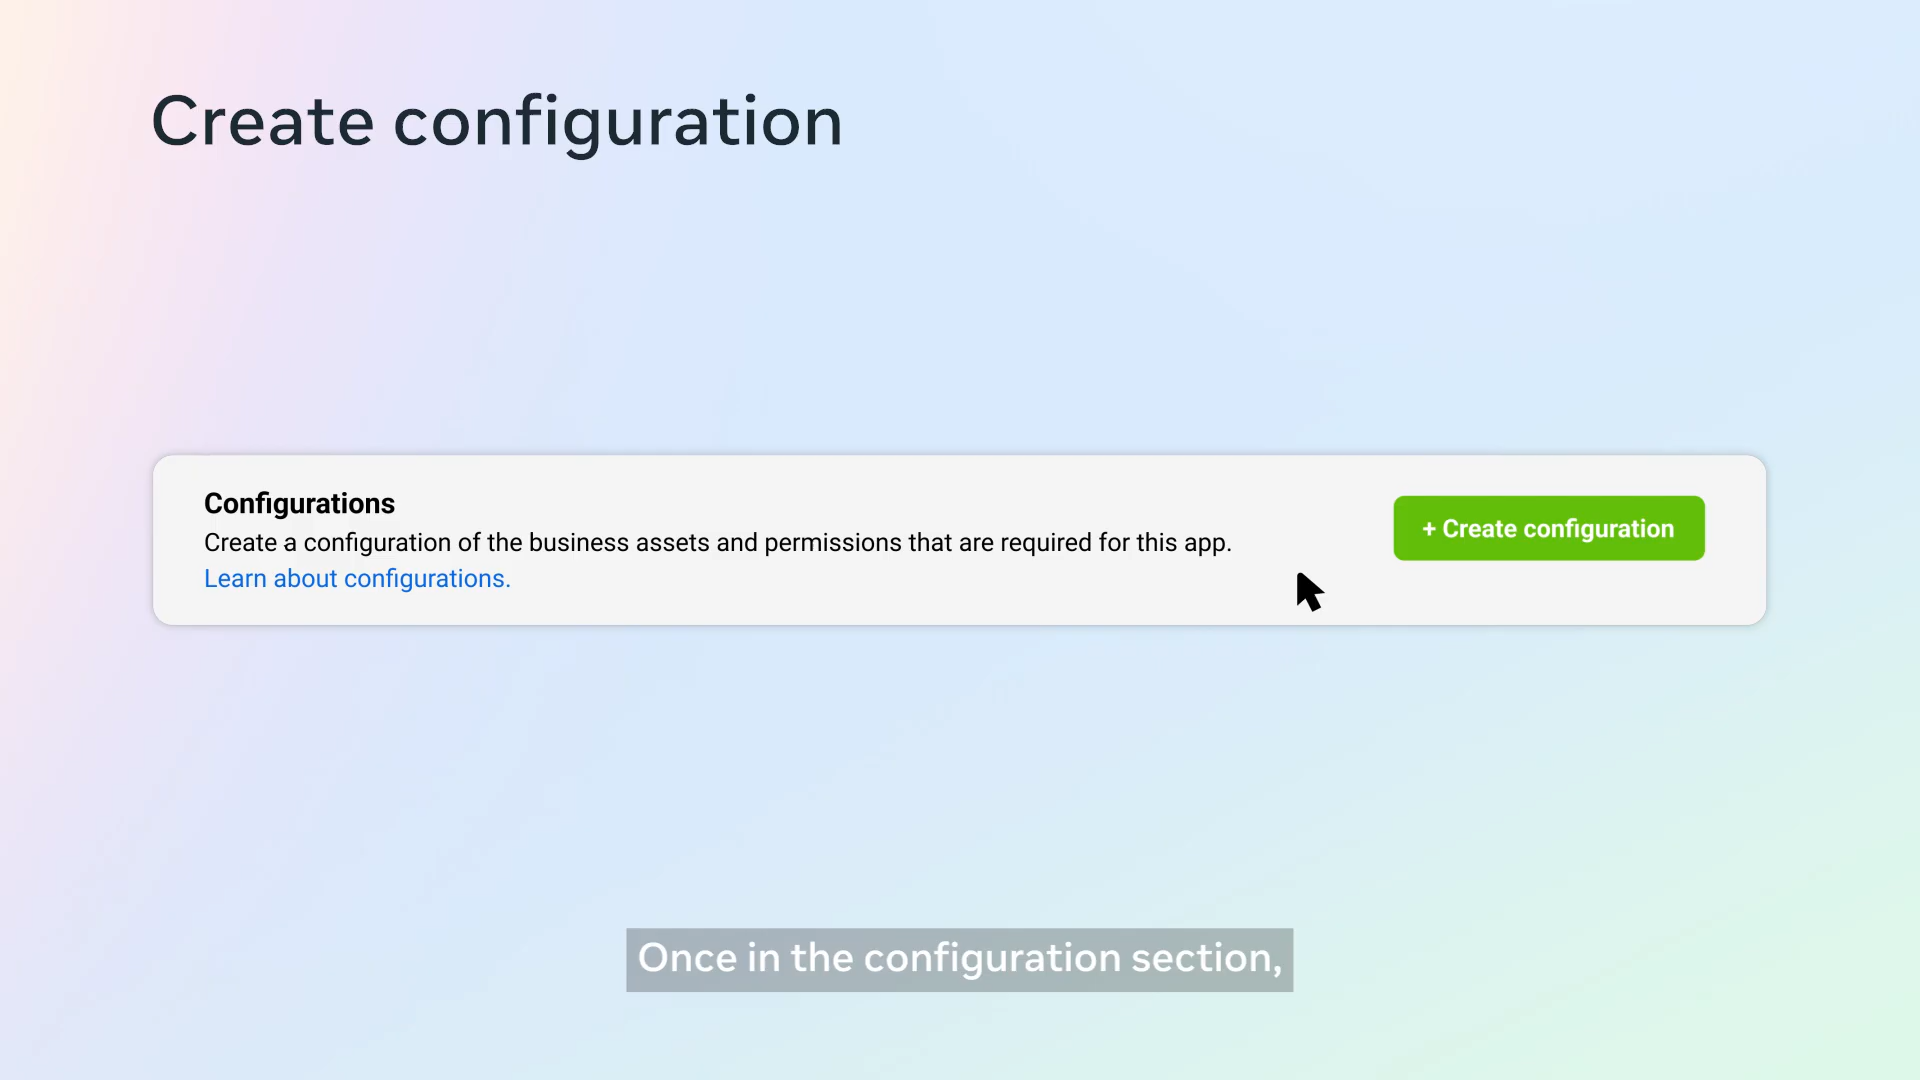 Create configuration
Configurations
Create a configuration of the business assets and permissions that are required for this app.
Learn about configurations.
+ Create configuration
Once in the configuration section,